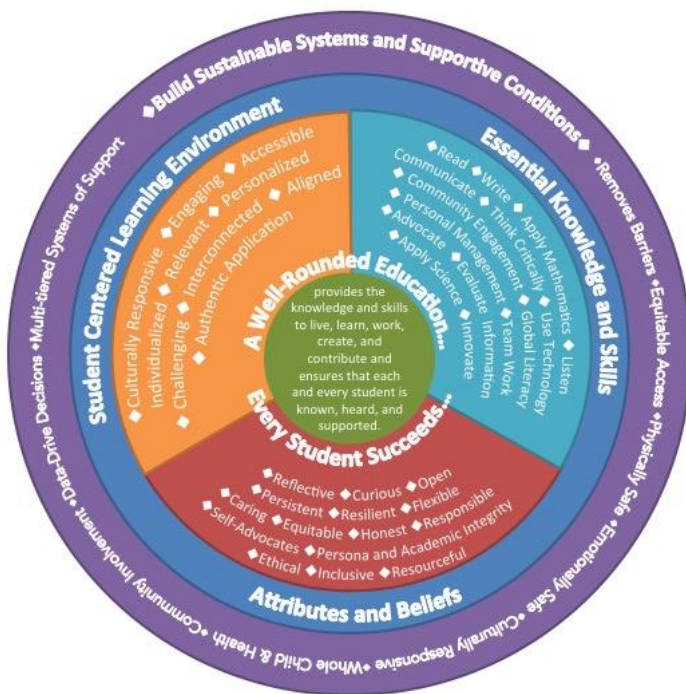 ◆Build Sustainable Systems and Supportive Conditions◆
◆Removes Barriers ◆Equitable Access ◆Physically Safe ◆Emotionally Safe ◆Culturally Responsive ◆Whole Child & Health ◆Community Involvement ◆Data-Drive Decisions ◆Multi-tiered Systems of Support
Student Centered Learning Environment
Essential Knowledge and Skills
Attributes and Beliefs
◆Culturally Responsive ◆Engaging ◆Accessible
Individualized ◆Relevant ◆Personalized
◆Challenging ◆Interconnected ◆Aligned
◆Authentic Application
◆Read ◆Write ◆Apply Mathematics ◆Listen
Communicate ◆Think Critically ◆Use Technology
◆Community Engagement ◆Global Literacy
◆Personal Management ◆Team Work
◆Advocate ◆Evaluate Information
◆Apply Science ◆Innovate
A Well-Rounded Education...
provides the
knowledge and skills
to live, learn, work,
create, and
contribute and
ensures that each
and every student is
known, heard, and
supported.
Every Student Succeeds...
◆Reflective ◆Curious ◆Open
◆Persistent ◆Resilient ◆Flexible
◆Caring ◆Equitable ◆Honest ◆Responsible
◆Self-Advocates ◆Persona and Academic Integrity
◆Ethical ◆Inclusive ◆Resourceful